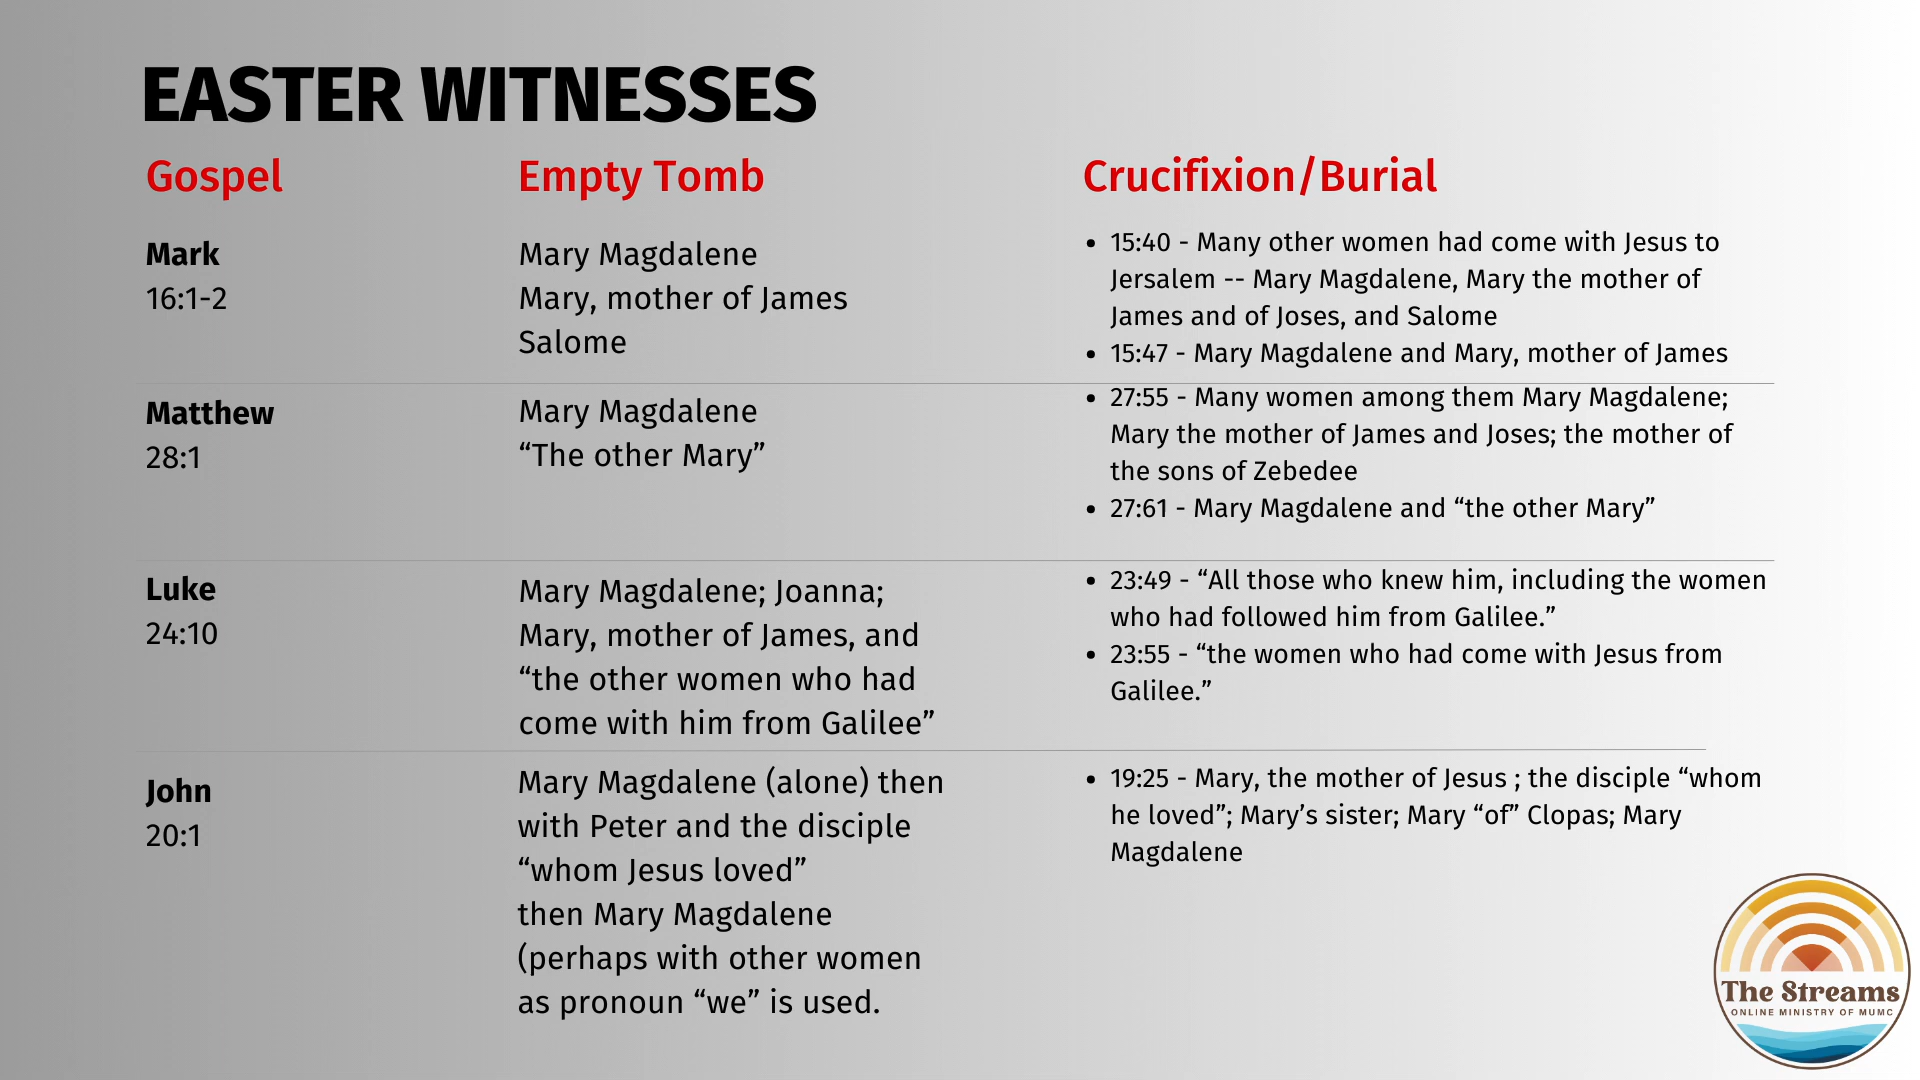 EASTER WITNESSES
Gospel
Empty Tomb
Crucifixion/Burial
Mark
16:1-2
Mary Magdalene
Mary, mother of James
Salome
• 15:40 - Many other women had come with Jesus to
Jersalem -- Mary Magdalene, Mary the mother of
James and of Joses, and Salome
• 15:47 - Mary Magdalene and Mary, mother of James
Matthew
28:1
Mary Magdalene
“The other Mary”
• 27:55 - Many women among them Mary Magdalene;
Mary the mother of James and Joses; the mother of
the sons of Zebedee
• 27:61 - Mary Magdalene and “the other Mary”
Luke
24:10
Mary Magdalene; Joanna;
Mary, mother of James, and
“the other women who had
come with him from Galilee”
• 23:49 - “All those who knew him, including the women
who had followed him from Galilee.”
• 23:55 - “the women who had come with Jesus from
Galilee.”
John
20:1
Mary Magdalene (alone) then
with Peter and the disciple
“whom Jesus loved”
then Mary Magdalene
(perhaps with other women
as pronoun “we” is used.
• 19:25 - Mary, the mother of Jesus ; the disciple “whom
he loved”; Mary’s sister; Mary “of” Clopas; Mary
Magdalene
The Streams
ONLINE MINISTRY OF MUMC